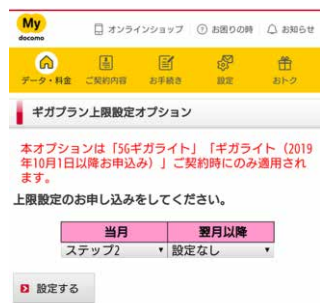 My
docomo
オンラインショップ
お困りの時
お知らせ
データ・料金
ご契約内容
お手続き
設定
おトク
ギガプラン上限設定オプション
本オプションは「5Gギガライト」「ギガライト（2019
年10月1日以降お申込み）」ご契約時にのみ適用され
ます。
上限設定のお申し込みをしてください。
当月 翌月以降
ステップ2 設定なし
設定する